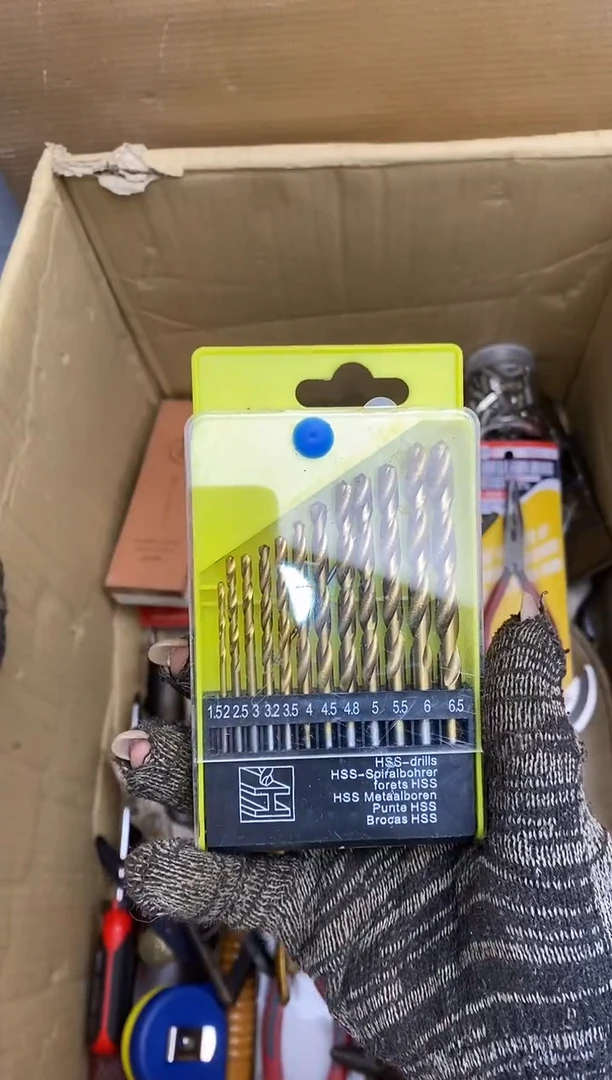 1.5 2 2.5 3 3.2 3.5 4 4.5 4.8 5 5.5 6 6.5
HSS-drills
HSS-Spiralbohrer
forets HSS
HSS Metaalboren
Punte HSS
Brocas HSS